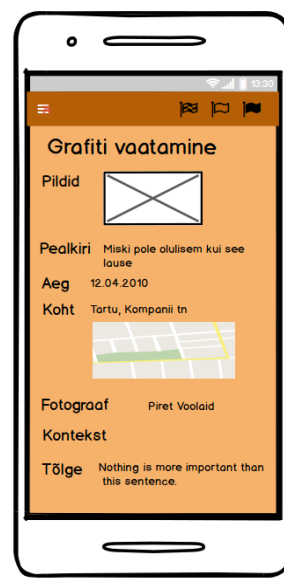 13:30
Grafiti vaatamine
Pildid
Pealkiri Miski pole olulisem kui see
lause
Aeg 12.04.2010
Koht Tartu, Kompanii tn
Fotograaf Piret Voolaid
Kontekst
Tõlge Nothing is more important than
this sentence.